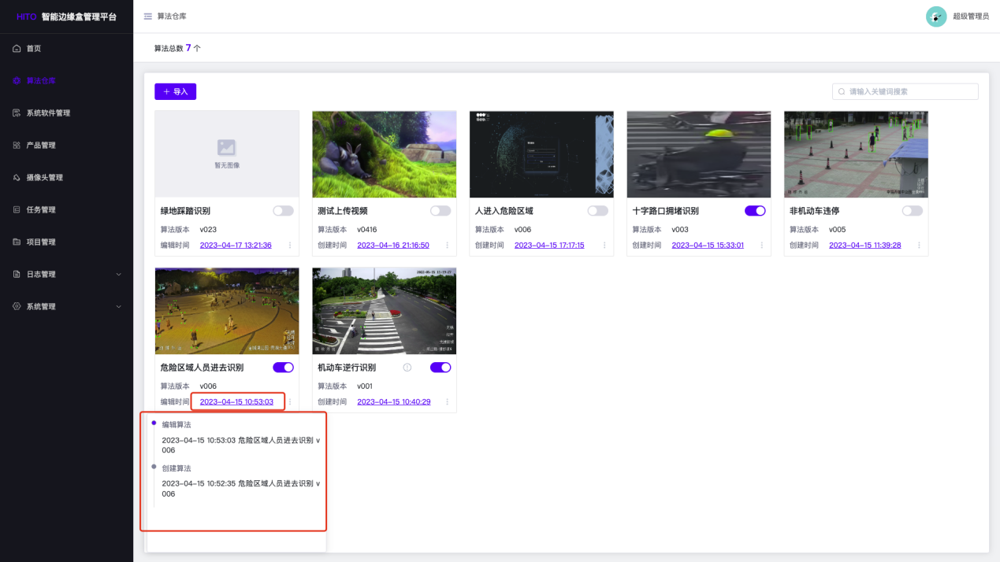 HITO 智能边缘盒管理平台
算法仓库
超级管理员
首页
算法仓库
系统软件管理
产品管理
摄像头管理
任务管理
项目管理
日志管理
系统管理
算法总数 7 个
+ 导入
请输入关键词搜索
暂无图像
绿地踩踏识别
算法版本 v023
编辑时间 2023-04-17 13:21:36
测试上传视频
算法版本 v0416
创建时间 2023-04-16 21:16:50
人进入危险区域
算法版本 v006
创建时间 2023-04-15 17:17:15
十字路口拥堵识别
算法版本 v003
创建时间 2023-04-15 15:33:01
非机动车违停
算法版本 v005
创建时间 2023-04-15 11:39:28
危险区域人员进去识别
算法版本 v006
编辑时间 2023-04-15 10:53:03
机动车逆行识别
算法版本 v001
创建时间 2023-04-15 10:40:29
编辑算法
2023-04-15 10:53:03 危险区域人员进去识别 v
006
创建算法
2023-04-15 10:52:35 危险区域人员进去识别 v
006